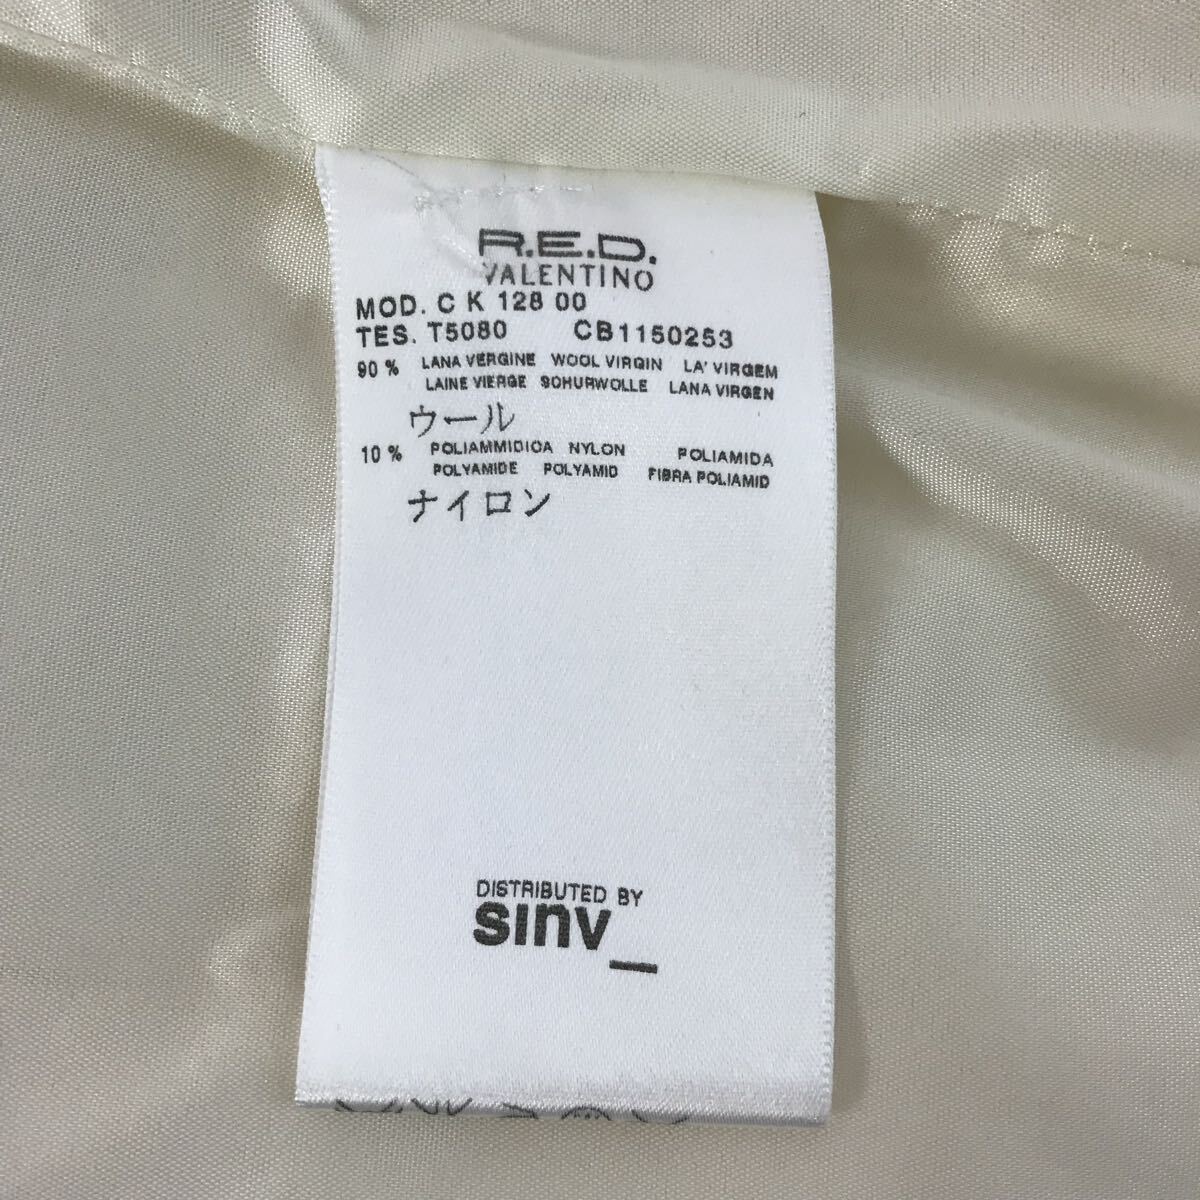 R.E.D.
VALENTINO
MOD. C K 128 00
TES. T5080 CB1150253
90 % LANA VERGINE WOOL VIRGIN LA' VIRGEM
LAINE VIERGE SCHURWOLLE LANA VIRGEN
ウール
10 % POLIAMMIDICA NYLON POLIAMIDA
POLYAMIDE POLYAMID FIBRA POLIAMID
ナイロン
DISTRIBUTED BY
sinv_